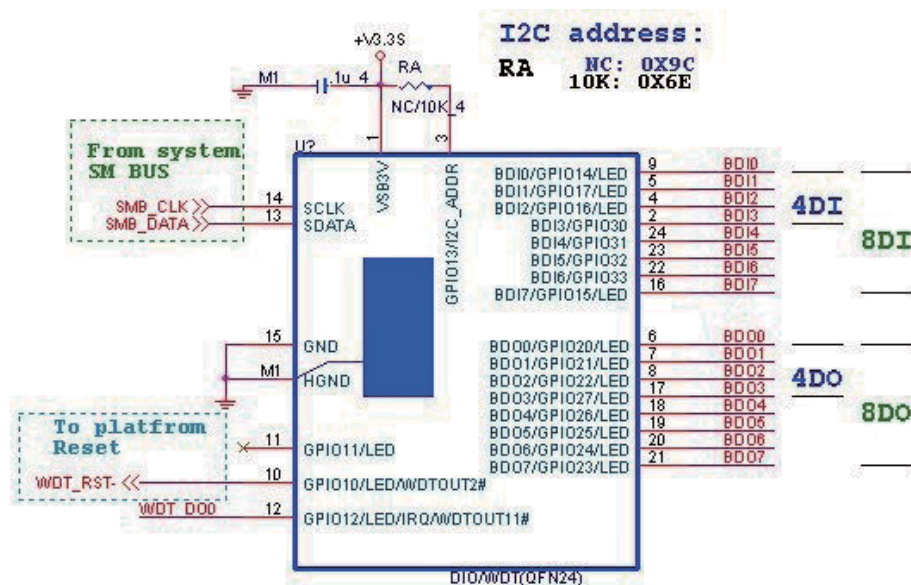 I2C address:
RA NC: 0X9C
10K: 0X6E
+V3.3S
M1 .1u_4 RA
NC/10K_4
1 3
U?
From system
SM BUS
SMB_CLK 14 SCLK
SMB_DATA 13 SDATA
VSB3V
GPIO13/I2C_ADDR
BDI0/GPIO14/LED 9 BDI0
BDI1/GPIO17/LED 5 BDI1
BDI2/GPIO16/LED 4 BDI2
BDI3/GPIO30 2 BDI3
BDI4/GPIO31 24 BDI4
BDI5/GPIO32 23 BDI5
BDI6/GPIO33 22 BDI6
BDI7/GPIO15/LED 16 BDI7
4DI
8DI
15 GND
M1 HGND
BDO0/GPIO20/LED 6 BDO0
BDO1/GPIO21/LED 7 BDO1
BDO2/GPIO22/LED 8 BDO2
BDO3/GPIO27/LED 17 BDO3
BDO4/GPIO26/LED 18 BDO4
BDO5/GPIO25/LED 19 BDO5
BDO6/GPIO24/LED 20 BDO6
BDO7/GPIO23/LED 21 BDO7
4DO
8DO
To platfrom
Reset
11 GPIO11/LED
WDT_RST- 10 GPIO10/LED/WDTOUT2#
WDT_DO0 12 GPIO12/LED/IRQ/WDTOUT11#
DIO/WDT(QFN24)